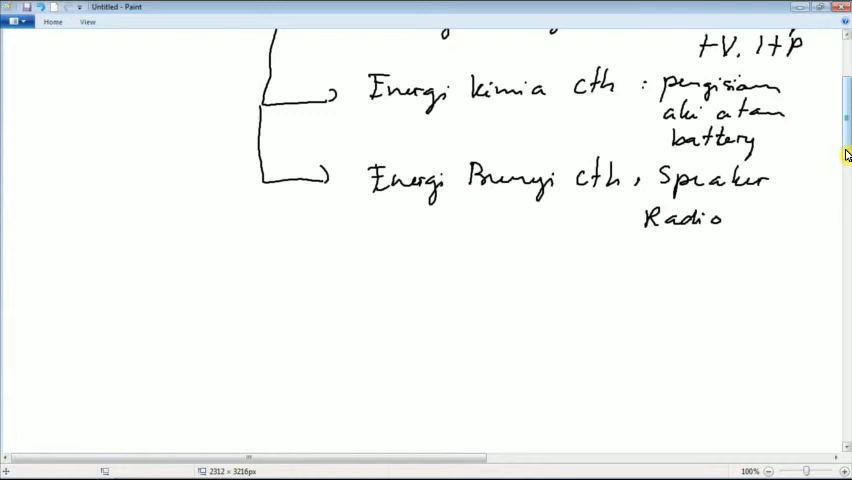 Untitled - Paint
Home View
TV, HP
Energi kimia cth : pengisian
aki atau
battery
Energi Bunyi cth, Speaker
Radio
2312 × 3216px
100%